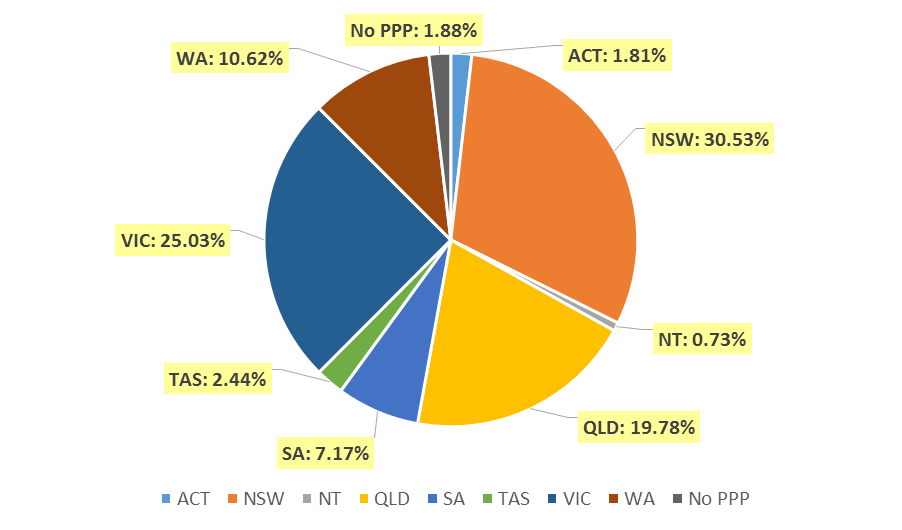 No PPP: 1.88%
ACT: 1.81%
WA: 10.62%
NSW: 30.53%
VIC: 25.03%
NT: 0.73%
TAS: 2.44%
QLD: 19.78%
SA: 7.17%
ACT NSW NT QLD SA TAS VIC WA No PPP